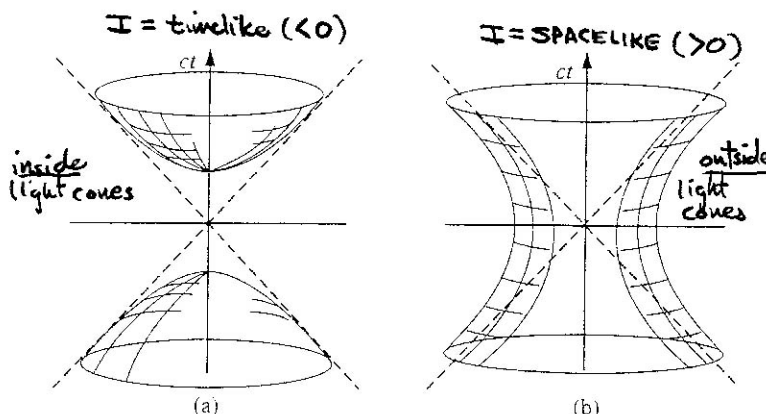 I = timelike (<0)
ct
inside
light cones
(a)
I = SPACELIKE (>0)
ct
outside
light
cones
(b)